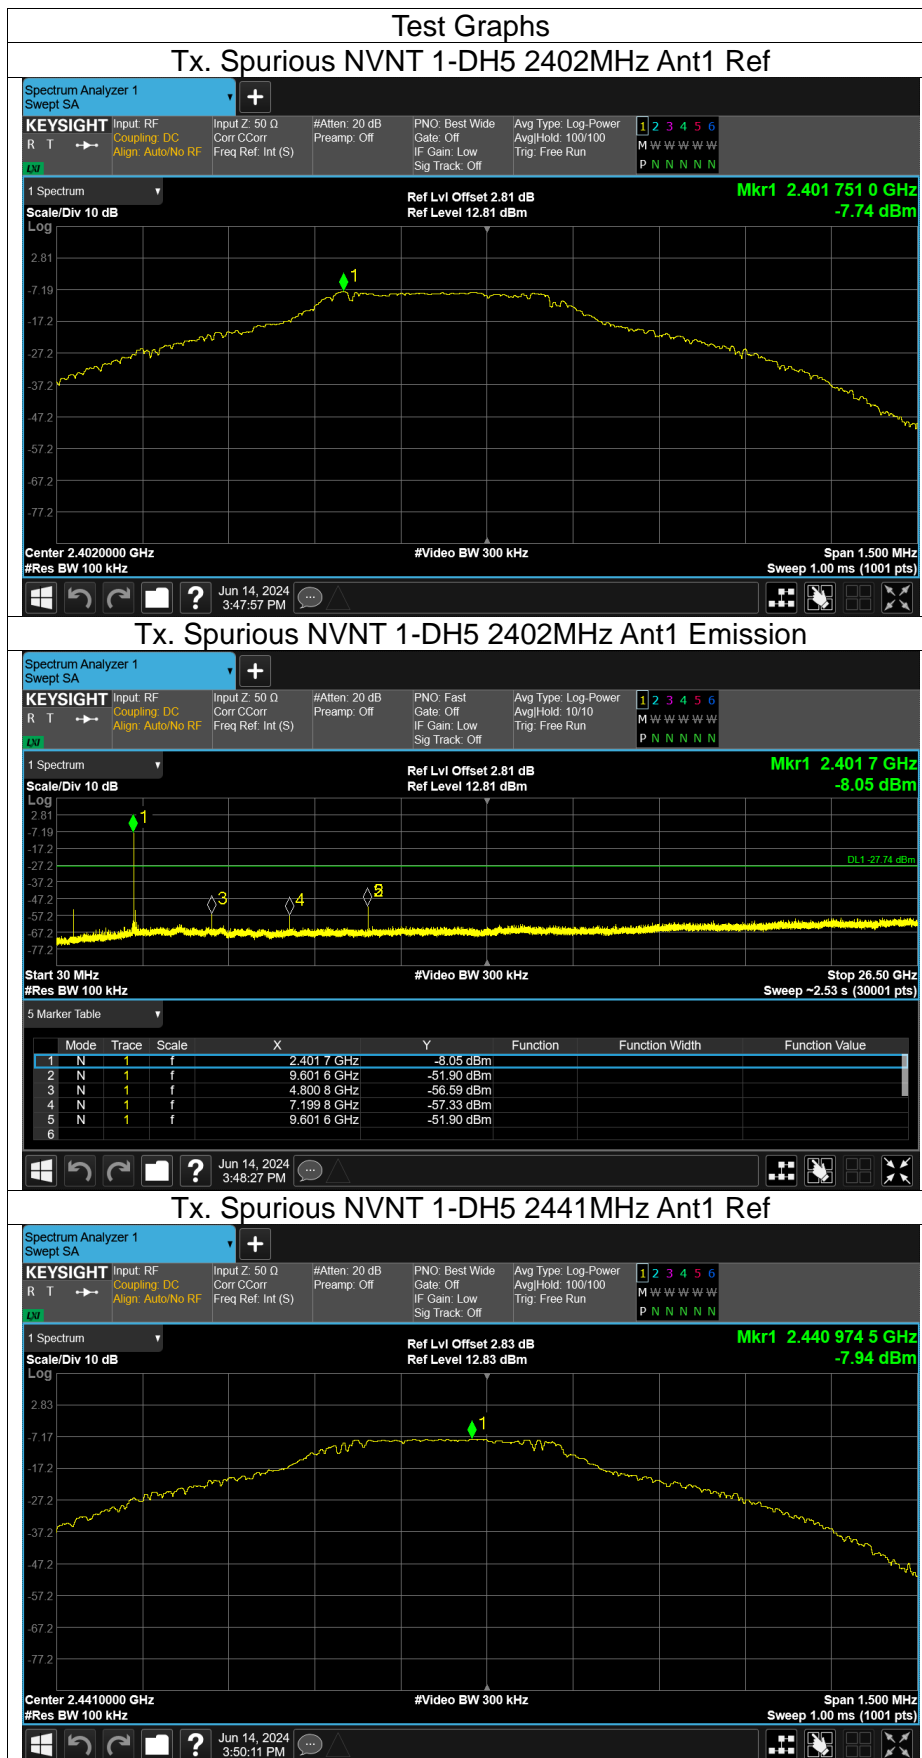 Test Graphs
Tx. Spurious NVNT 1-DH5 2402MHz Ant1 Ref
Spectrum Analyzer 1
Swept SA
+
KEYSIGHT Input: RF Input Z: 50 Ω #Atten: 20 dB PNO: Best Wide Avg Type: Log-Power 1 2 3 4 5 6
R T Coupling: DC Corr CCorr Preamp: Off Gate: Off Avg|Hold: 100/100 M W W W W W
Align: Auto/No RF Freq Ref: Int (S) IF Gain: Low Trig: Free Run
LXI Sig Track: Off P N N N N N
1 Spectrum Ref Lvl Offset 2.81 dB Mkr1 2.401 751 0 GHz
Scale/Div 10 dB Ref Level 12.81 dBm -7.74 dBm
Log
2.81
1
-7.19
-17.2
-27.2
-37.2
-47.2
-57.2
-67.2
-77.2
Center 2.4020000 GHz #Video BW 300 kHz Span 1.500 MHz
#Res BW 100 kHz Sweep 1.00 ms (1001 pts)
? Jun 14, 2024
3:47:57 PM
Tx. Spurious NVNT 1-DH5 2402MHz Ant1 Emission
Spectrum Analyzer 1
Swept SA
+
KEYSIGHT Input: RF Input Z: 50 Ω #Atten: 20 dB PNO: Fast Avg Type: Log-Power 1 2 3 4 5 6
R T Coupling: DC Corr CCorr Preamp: Off Gate: Off Avg|Hold: 10/10 M W W W W W
Align: Auto/No RF Freq Ref: Int (S) IF Gain: Low Trig: Free Run
LXI Sig Track: Off P N N N N N
1 Spectrum Ref Lvl Offset 2.81 dB Mkr1 2.401 7 GHz
Scale/Div 10 dB Ref Level 12.81 dBm -8.05 dBm
Log
2.81 1
-7.19
-17.2
-27.2 DL1 -27.74 dBm
-37.2
-47.2 3 4
-57.2
-67.2
-77.2
Start 30 MHz #Video BW 300 kHz Stop 26.50 GHz
#Res BW 100 kHz Sweep ~2.53 s (30001 pts)
5 Marker Table
Mode Trace Scale X Y Function Function Width Function Value
1 N 1 f 2.401 7 GHz -8.05 dBm
2 N 1 f 9.601 6 GHz -51.90 dBm
3 N 1 f 4.800 8 GHz -56.59 dBm
4 N 1 f 7.199 8 GHz -57.33 dBm
5 N 1 f 9.601 6 GHz -51.90 dBm
6
? Jun 14, 2024
3:48:27 PM
Tx. Spurious NVNT 1-DH5 2441MHz Ant1 Ref
Spectrum Analyzer 1
Swept SA
+
KEYSIGHT Input: RF Input Z: 50 Ω #Atten: 20 dB PNO: Best Wide Avg Type: Log-Power 1 2 3 4 5 6
R T Coupling: DC Corr CCorr Preamp: Off Gate: Off Avg|Hold: 100/100 M W W W W W
Align: Auto/No RF Freq Ref: Int (S) IF Gain: Low Trig: Free Run
LXI Sig Track: Off P N N N N N
1 Spectrum Ref Lvl Offset 2.83 dB Mkr1 2.440 974 5 GHz
Scale/Div 10 dB Ref Level 12.83 dBm -7.94 dBm
Log
2.83
1
-7.17
-17.2
-27.2
-37.2
-47.2
-57.2
-67.2
-77.2
Center 2.4410000 GHz #Video BW 300 kHz Span 1.500 MHz
#Res BW 100 kHz Sweep 1.00 ms (1001 pts)
? Jun 14, 2024
3:50:11 PM